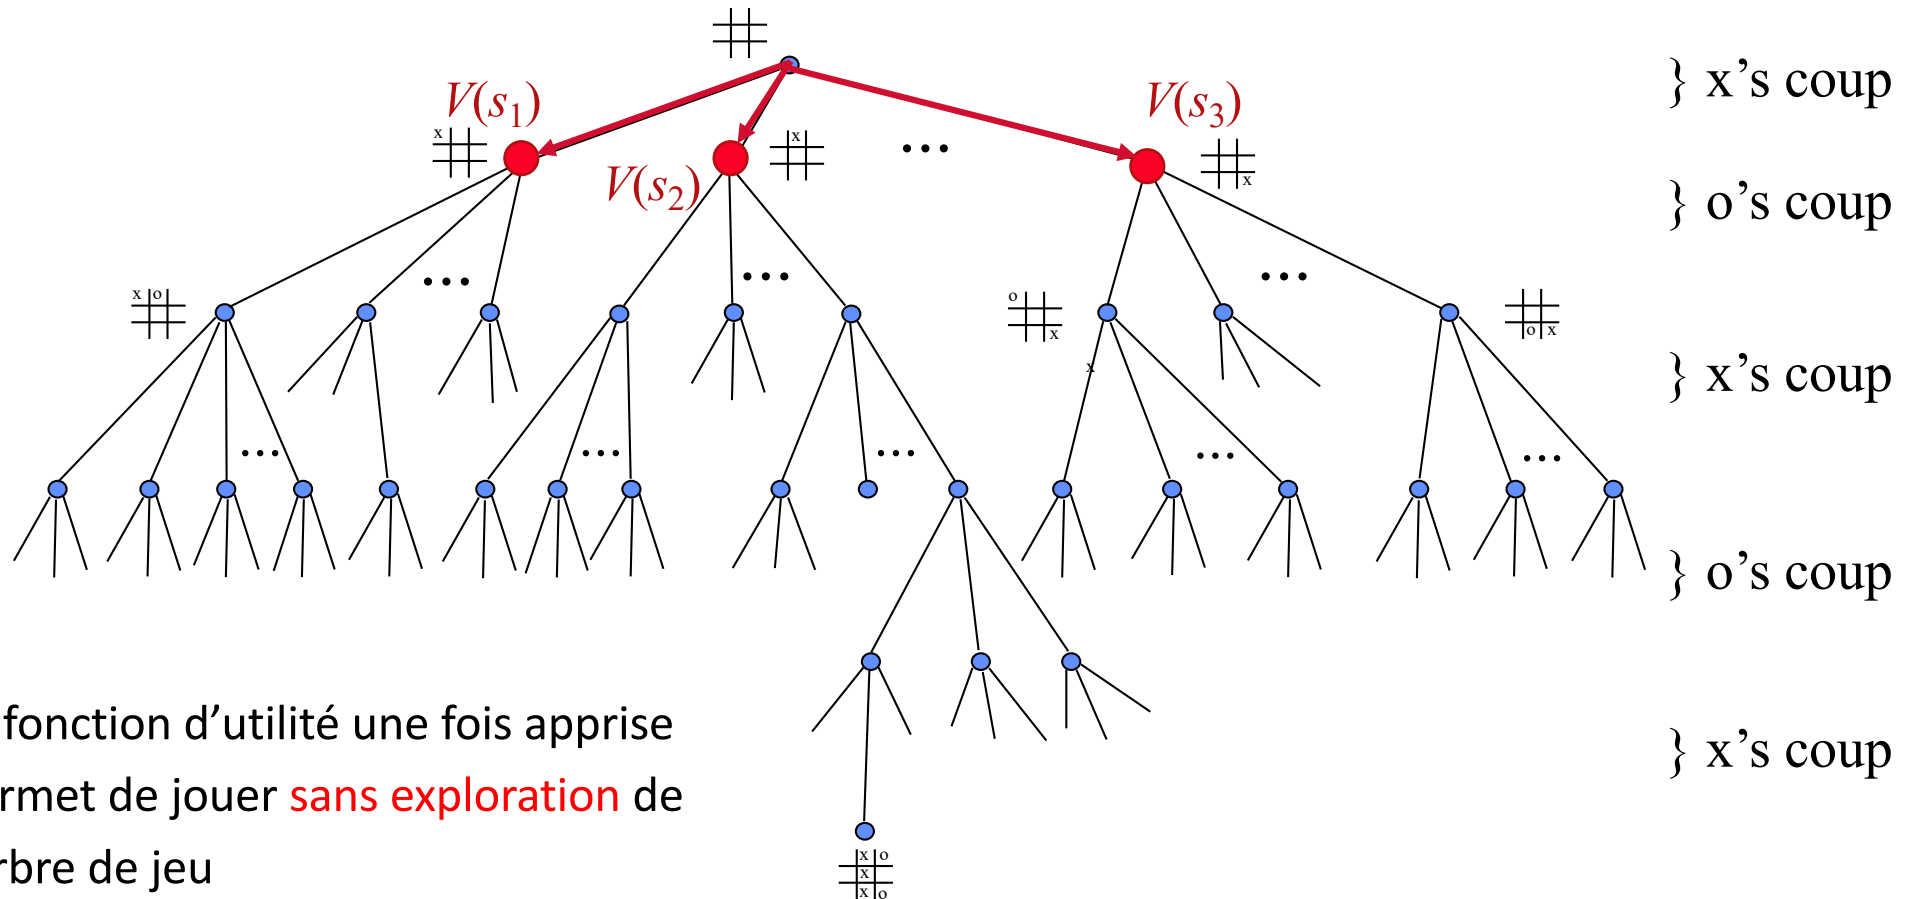 } x’s coup
V(s₁)
V(s₃)
x
x
...
x
V(s₂)
} o’s coup
...
...
...
x o
o
x
o x
x
} x’s coup
...
...
...
...
...
} o’s coup
fonction d’utilité une fois apprise
rmet de jouer sans exploration de
rbre de jeu
} x’s coup
x o
x
x o